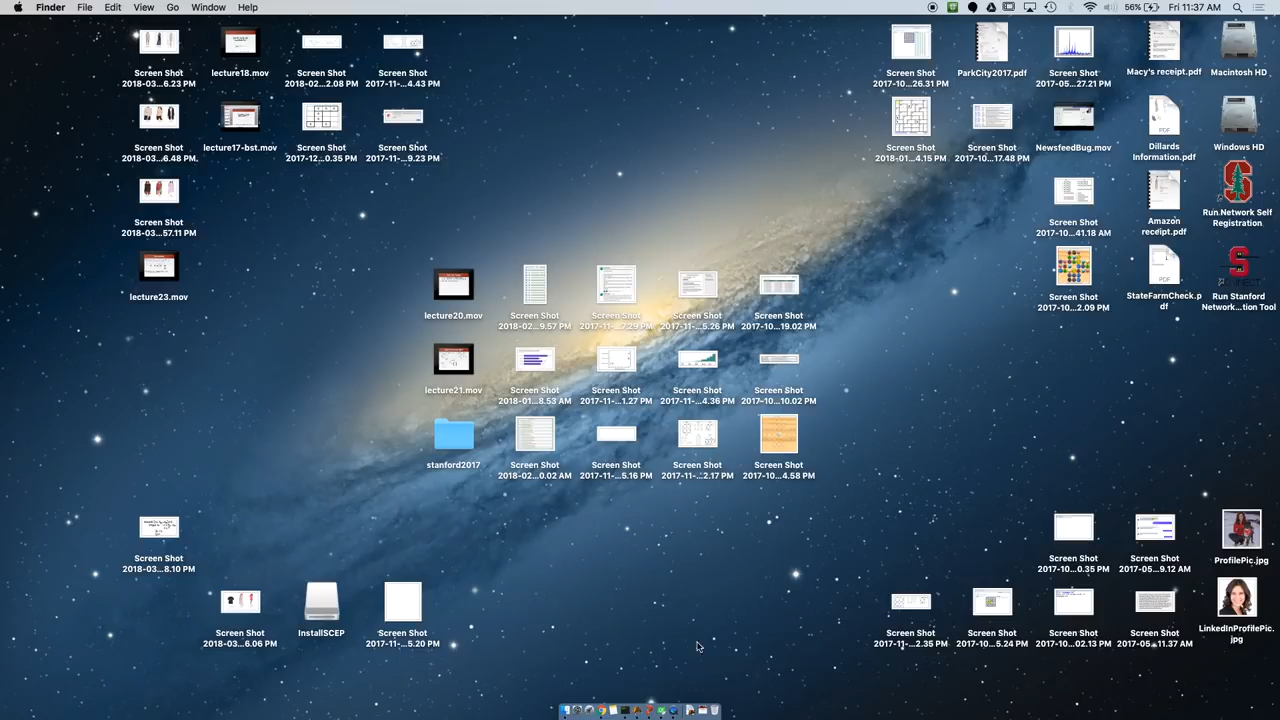 Finder File Edit View Go Window Help
56% Fri 11:37 AM
Screen Shot
2018-03...6.23 PM
lecture18.mov
Screen Shot
2018-02...2.08 PM
Screen Shot
2017-11-...4.43 PM
Screen Shot
2017-10...26.31 PM
ParkCity2017.pdf
Screen Shot
2017-05...27.21 PM
Macy's receipt.pdf
Macintosh HD
Screen Shot
2018-03...6.48 PM
lecture17-bst.mov
Screen Shot
2017-12...0.35 PM
Screen Shot
2017-11-...9.23 PM
Screen Shot
2018-01...4.15 PM
Screen Shot
2017-10...17.48 PM
NewsfeedBug.mov
PDF
Dillards
Information.pdf
Windows HD
Screen Shot
2018-03...57.11 PM
Screen Shot
2017-10...41.18 AM
Amazon
receipt.pdf
Run Network Self
Registration
lecture23.mov
Screen Shot
2017-10...2.09 PM
PDF
StateFarmCheck.p
df
Run Stanford
Network...tion Tool
lecture20.mov
Screen Shot
2018-02...9.57 PM
Screen Shot
2017-11-...7.29 PM
Screen Shot
2017-11-...5.26 PM
Screen Shot
2017-10...19.02 PM
lecture21.mov
Screen Shot
2018-01...8.53 AM
Screen Shot
2017-11-...1.27 PM
Screen Shot
2017-11-...4.36 PM
Screen Shot
2017-10...10.02 PM
stanford2017
Screen Shot
2018-02...0.02 AM
Screen Shot
2017-11-...5.16 PM
Screen Shot
2017-11-...2.17 PM
Screen Shot
2017-10...4.58 PM
Screen Shot
2018-03...8.10 PM
Screen Shot
2017-10...0.35 PM
Screen Shot
2017-05...9.12 AM
ProfilePic.jpg
Screen Shot
2018-03...6.06 PM
InstallSCEP
Screen Shot
2017-11-...5.20 PM
Screen Shot
2017-11-...2.35 PM
Screen Shot
2017-10...5.24 PM
Screen Shot
2017-10...02.13 PM
Screen Shot
2017-05...11.37 AM
LinkedInProfilePic.
jpg